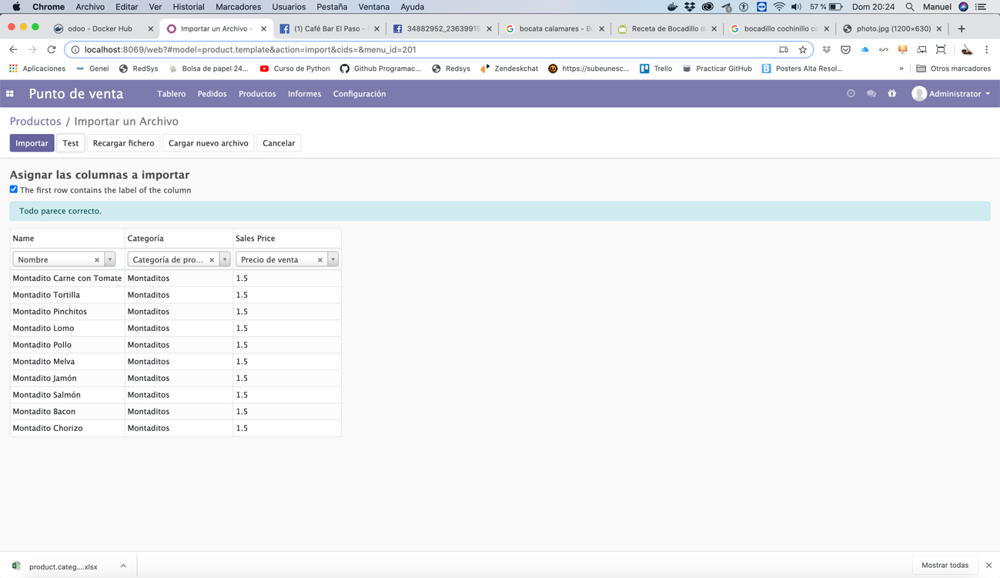 Chrome Archivo Editar Ver Historial Marcadores Usuarios Pestaña Ventana Ayuda 57 % Dom 20:24 Manuel
odoo - Docker Hub Importar un Archivo - (1) Café Bar El Paso - 34882952_23639915 bocata calamares - Bu Receta de Bocadillo d bocadillo cochinillo co photo.jpg (1200×630)
localhost:8069/web?#model=product.template&action=import&cids=&menu_id=201
Aplicaciones Genei RedSys Bolsa de papel 24... Curso de Python Github Programac... Redsys Zendeskchat https://subeunesc... Trello Practicar GitHub Posters Alta Resol... » Otros marcadores
Punto de venta Tablero Pedidos Productos Informes Configuración Administrator
Productos / Importar un Archivo
Importar Test Recargar fichero Cargar nuevo archivo Cancelar
Asignar las columnas a importar
The first row contains the label of the column
Todo parece correcto.
Name Categoría Sales Price
Nombre Categoría de pro... Precio de venta
Montadito Carne con Tomate Montaditos 1.5
Montadito Tortilla Montaditos 1.5
Montadito Pinchitos Montaditos 1.5
Montadito Lomo Montaditos 1.5
Montadito Pollo Montaditos 1.5
Montadito Melva Montaditos 1.5
Montadito Jamón Montaditos 1.5
Montadito Salmón Montaditos 1.5
Montadito Bacon Montaditos 1.5
Montadito Chorizo Montaditos 1.5
product.categ....xlsx Mostrar todas